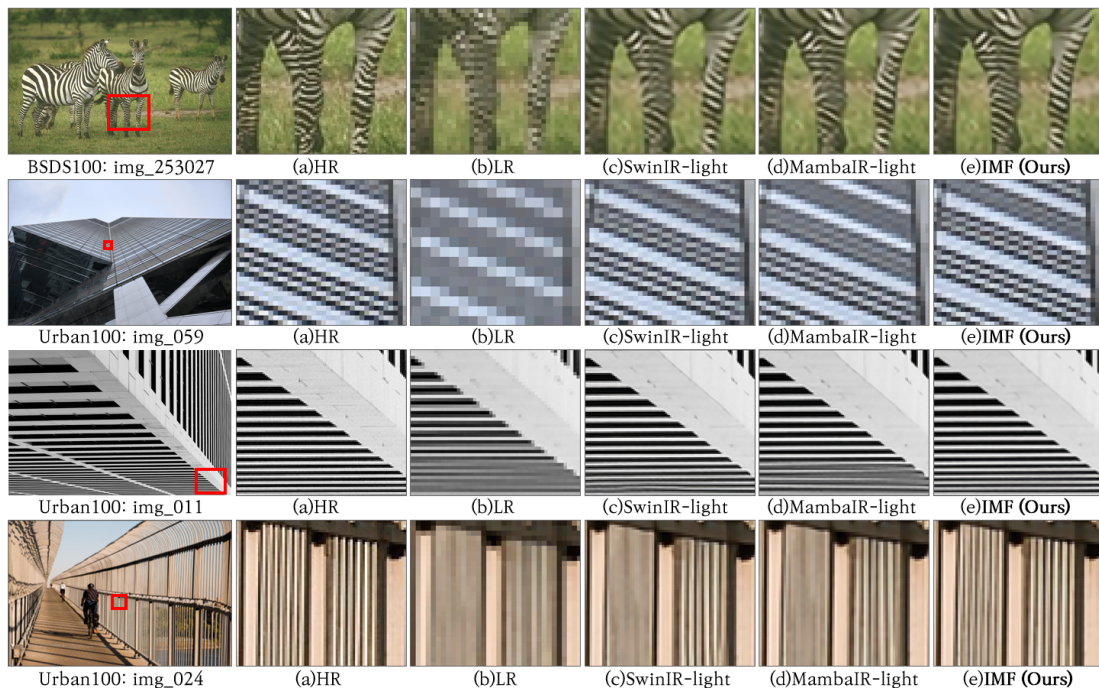 BSDS100: img_253027 (a)HR (b)LR (c)SwinIR-light (d)MambaIR-light (e)IMF (Ours)
Urban100: img_059 (a)HR (b)LR (c)SwinIR-light (d)MambaIR-light (e)IMF (Ours)
Urban100: img_011 (a)HR (b)LR (c)SwinIR-light (d)MambaIR-light (e)IMF (Ours)
Urban100: img_024 (a)HR (b)LR (c)SwinIR-light (d)MambaIR-light (e)IMF (Ours)